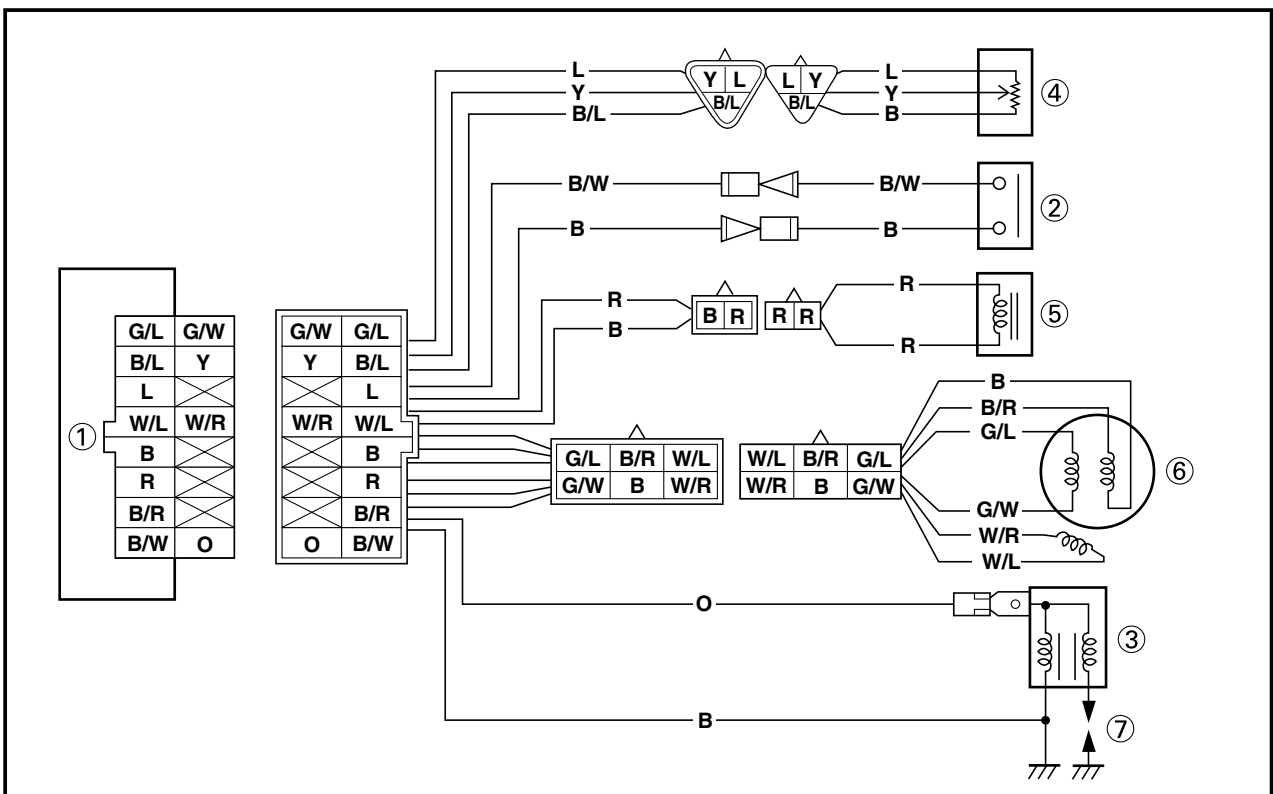 L Y L L Y L ④
Y B/L B/L Y
B/L B
B/W B/W ②
B B
R B R R R R ⑤
B R
① G/L G/W G/W G/L
B/L Y Y B/L
L L
W/L W/R W/R W/L
B B
R R
B/R B/R
B/W O O B/W
B
B/R
G/L
G/L B/R W/L W/L B/R G/L ⑥
G/W B W/R W/R B G/W
G/W
W/R
W/L
O ③
B ⑦